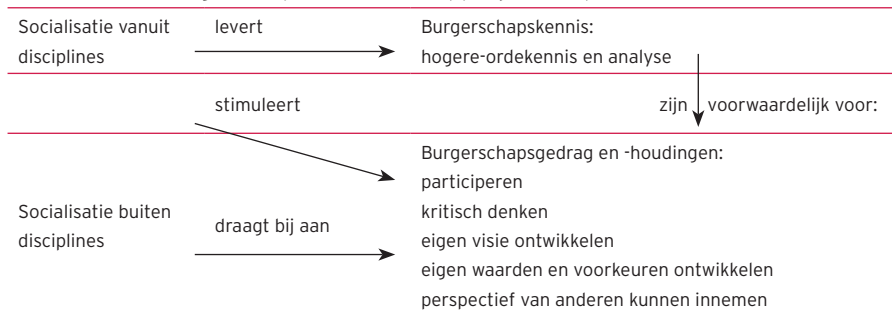 Socialisatie vanuit disciplines
levert
Burgerschapskennis:
hogere-ordekennis en analyse
stimuleert
zijn voorwaardelijk voor:
Socialisatie buiten disciplines
draagt bij aan
Burgerschapsgedrag en -houdingen:
participeren
kritisch denken
eigen visie ontwikkelen
eigen waarden en voorkeuren ontwikkelen
perspectief van anderen kunnen innemen